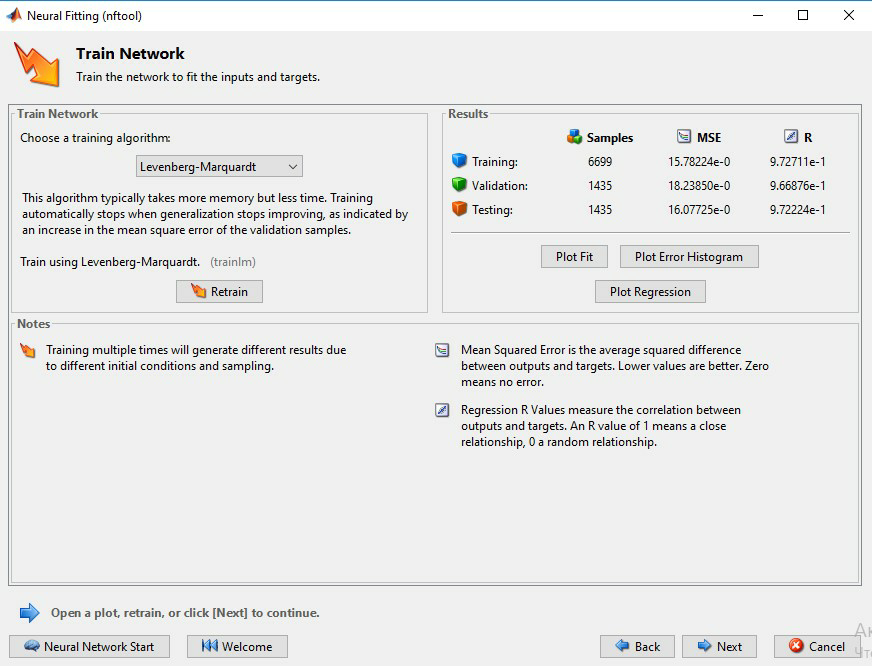 Neural Fitting (nftool)
Train Network
Train the network to fit the inputs and targets.
Train Network
Choose a training algorithm:
Levenberg-Marquardt
This algorithm typically takes more memory but less time. Training
automatically stops when generalization stops improving, as indicated by
an increase in the mean square error of the validation samples.
Train using Levenberg-Marquardt. (trainlm)
Retrain
Results
Samples MSE R
Training: 6699 15.78224e-0 9.72711e-1
Validation: 1435 18.23850e-0 9.66876e-1
Testing: 1435 16.07725e-0 9.72224e-1
Plot Fit Plot Error Histogram
Plot Regression
Notes
Training multiple times will generate different results due
to different initial conditions and sampling.
Mean Squared Error is the average squared difference
between outputs and targets. Lower values are better. Zero
means no error.
Regression R Values measure the correlation between
outputs and targets. An R value of 1 means a close
relationship, 0 a random relationship.
Open a plot, retrain, or click [Next] to continue.
Neural Network Start Welcome Back Next Cancel